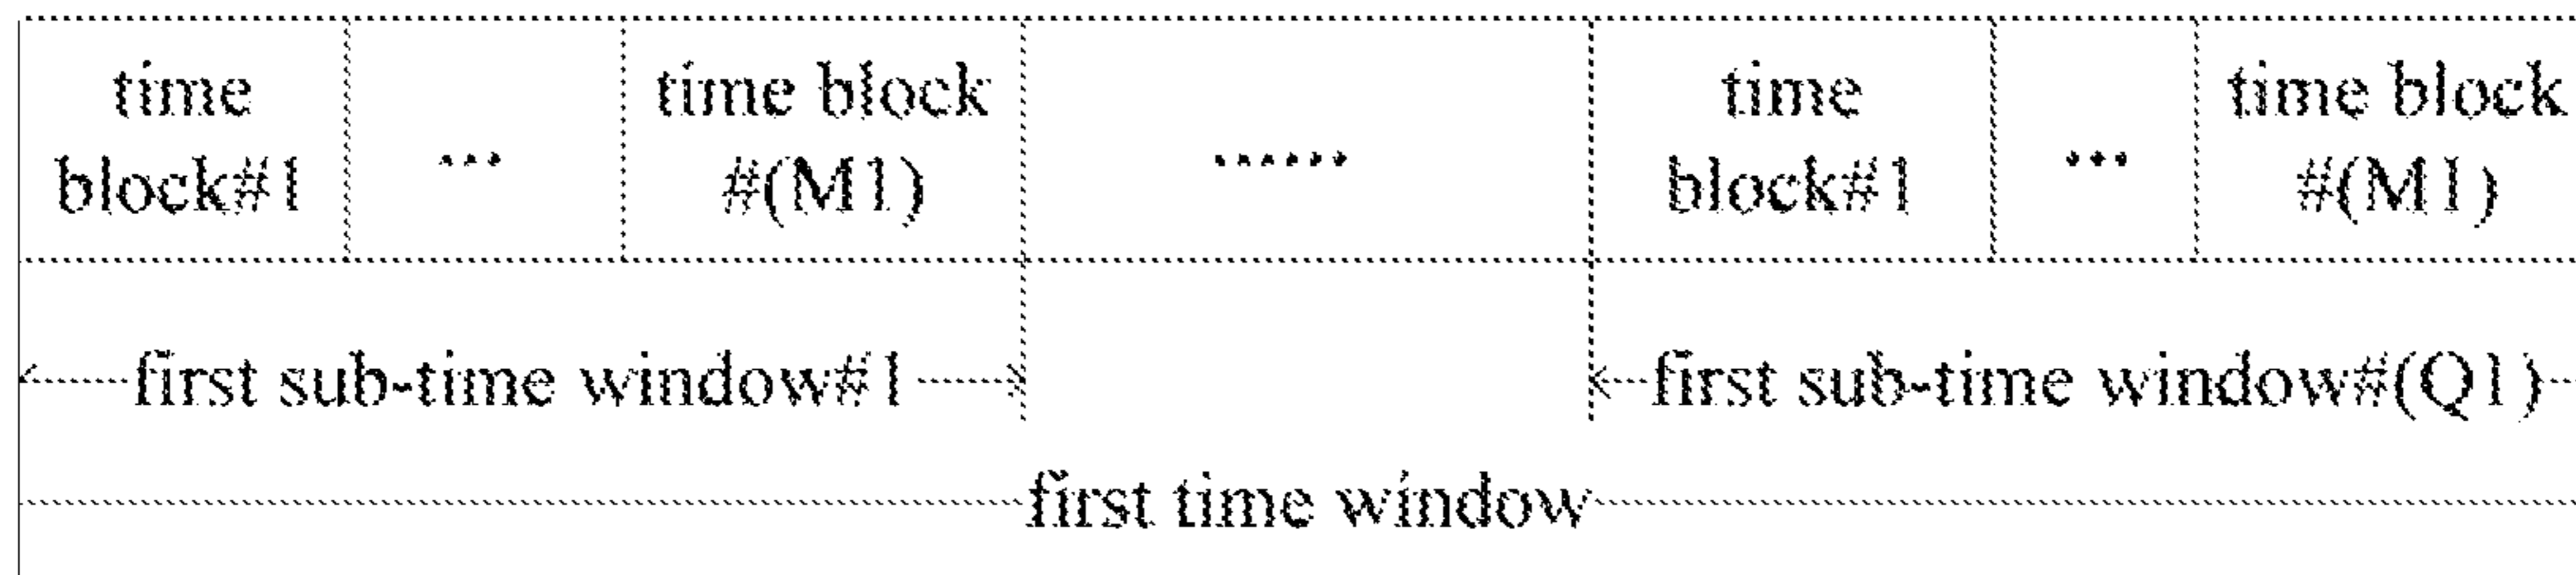 time block#1
...
time block #(M1)
......
time block#1
...
time block #(M1)
first sub-time window#1
first sub-time window#(Q1)
first time window